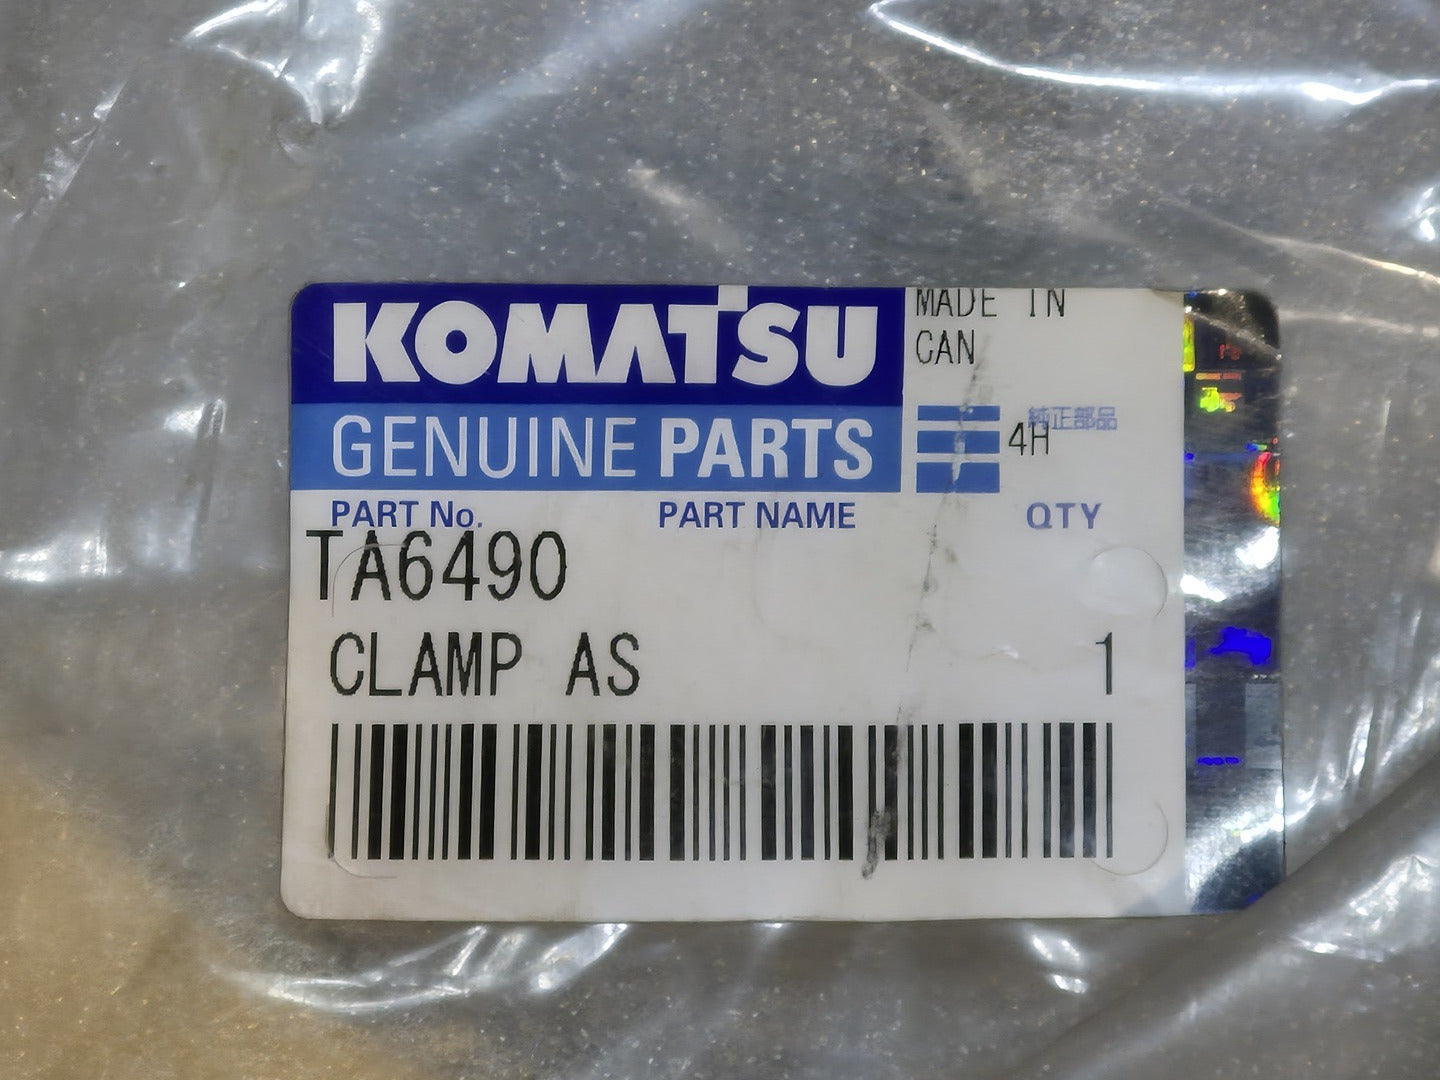 KOMATSU
GENUINE PARTS
MADE IN
CAN
純正部品
4H
PART No.
PART NAME
QTY
TA6490
CLAMP AS
1